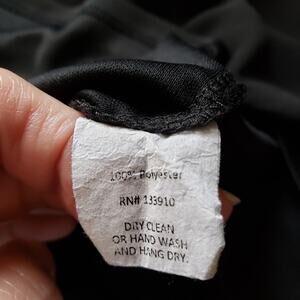 100% Polyester
RN# 133910
DRY CLEAN
OR HAND WASH
AND HANG DRY.